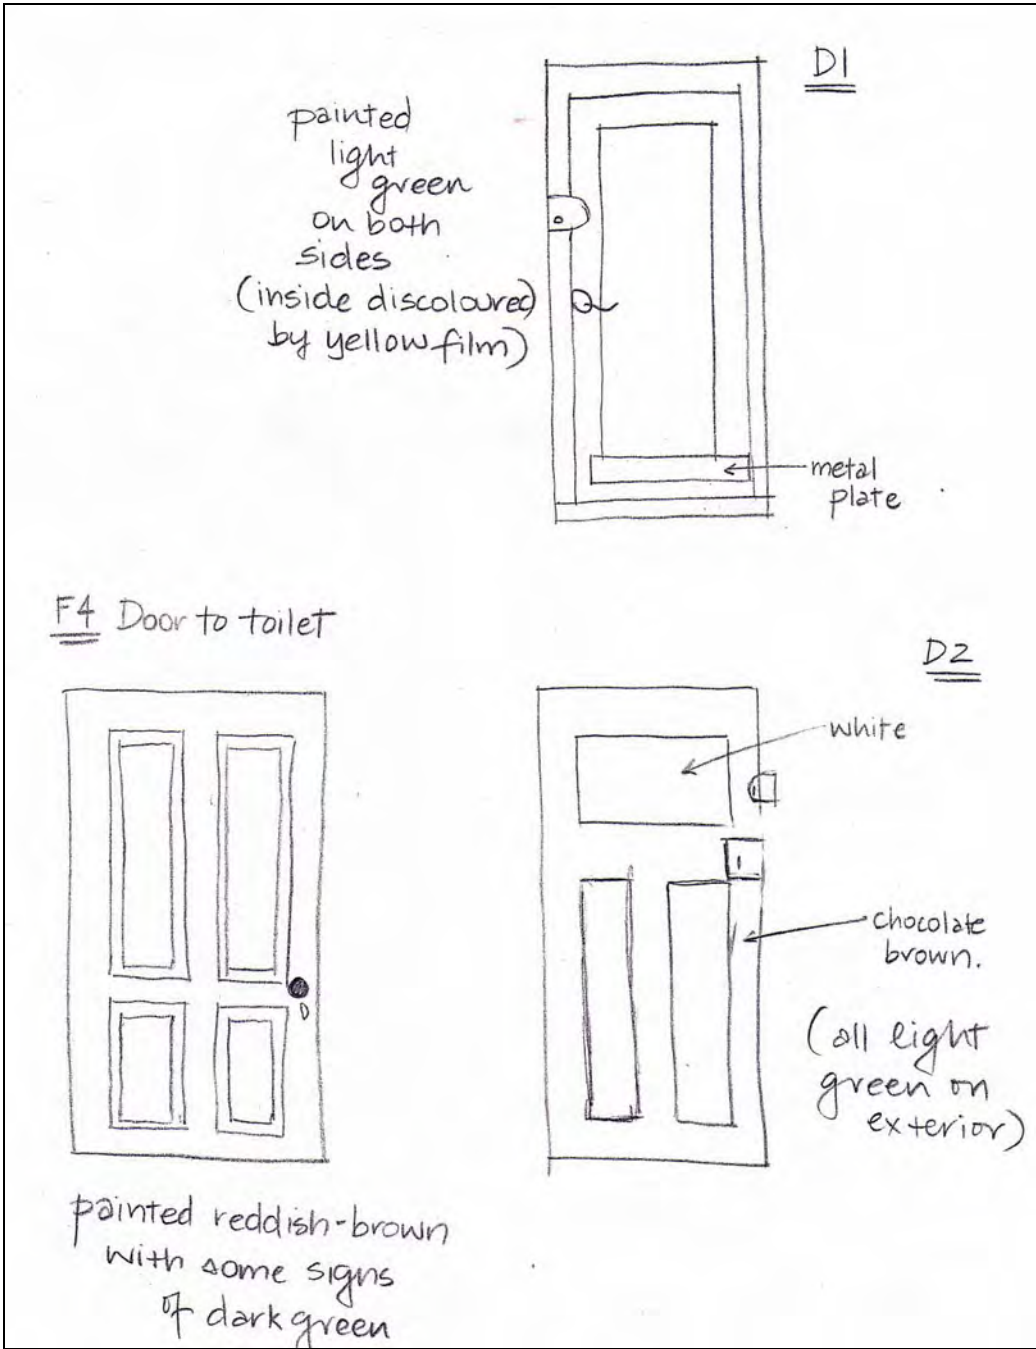 D1
painted
light
green
on both
sides
(inside discoloured)
by yellow film)
metal
plate
F4 Door to toilet
D2
white
chocolate
brown.
(all light
green on
exterior)
painted reddish-brown
with some signs
of dark green